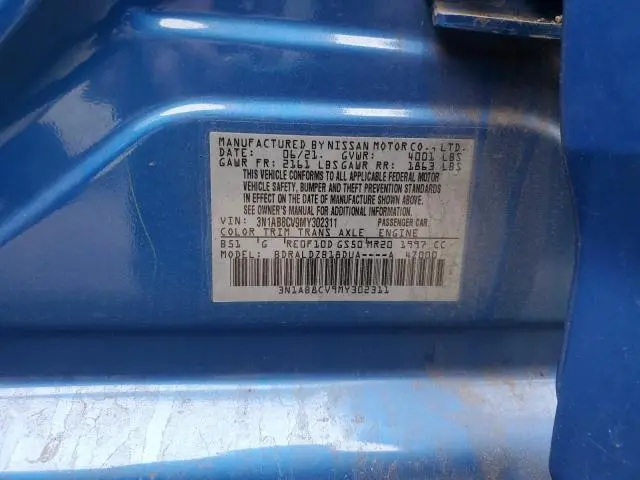 MANUFACTURED BY NISSAN MOTOR CO., LTD.
DATE: 06/21. GVWR: 4001 LBS
GAWR FR: 2161 LBS GAWR RR: 1863 LBS
THIS VEHICLE CONFORMS TO ALL APPLICABLE FEDERAL MOTOR
VEHICLE SAFETY, BUMPER AND THEFT PREVENTION STANDARDS
IN EFFECT ON THE DATE OF MANUFACTURE SHOWN ABOVE.
SEE OWNER'S MANUAL FOR ADDITIONAL INFORMATION.
VIN: 3N1AB8CV9MY302311 PASSENGER CAR
COLOR TRIM TRANS AXLE ENGINE
B51 G RE0F10D GS50 MR20 1997 CC
MODEL: BDRALDZB18DUA----A 47000
3N1AB8CV9MY302311